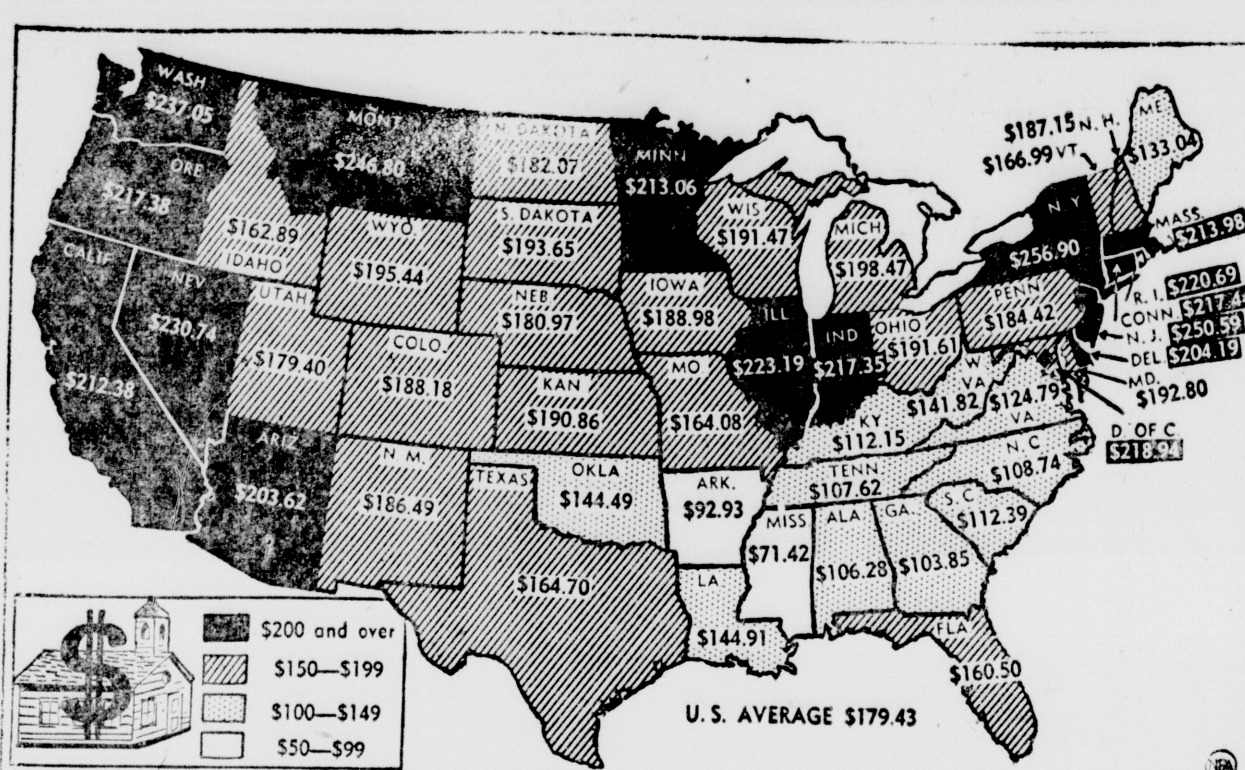 WASH
$237.05
ORE
$217.38
CALIF
$212.38
NEV
$230.74
$162.89
IDAHO
MONT
$246.80
WYO.
$195.44
UTAH
$179.40
COLO.
$188.18
ARIZ
$203.62
N. M.
$186.49
N. DAKOTA
$182.07
S. DAKOTA
$193.65
NEB.
$180.97
KAN
$190.86
OKLA
$144.49
TEXAS
$164.70
MINN
$213.06
IOWA
$188.98
MO.
$164.08
ARK.
$92.93
LA
$144.91
WIS.
$191.47
ILL
$223.19
MICH
$198.47
IND
$217.35
OHIO
$191.61
KY
$112.15
TENN.
$107.62
MISS
$71.42
ALA.
$106.28
GA.
$103.85
FLA
$160.50
S.C.
$112.39
N. C
$108.74
W.
VA
$141.82
$124.79
VA.
PENN.
$184.42
N Y
$256.90
$187.15 N. H.
$166.99 VT.
ME
$133.04
MASS.
$213.98
R. I. $220.69
CONN. $217.4
N. J. $250.59
DEL. $204.19
MD.
$192.80
D. OF C.
$218.94
$
$200 and over
$150—$199
$100—$149
$50—$99
U. S. AVERAGE $179.43
NEA